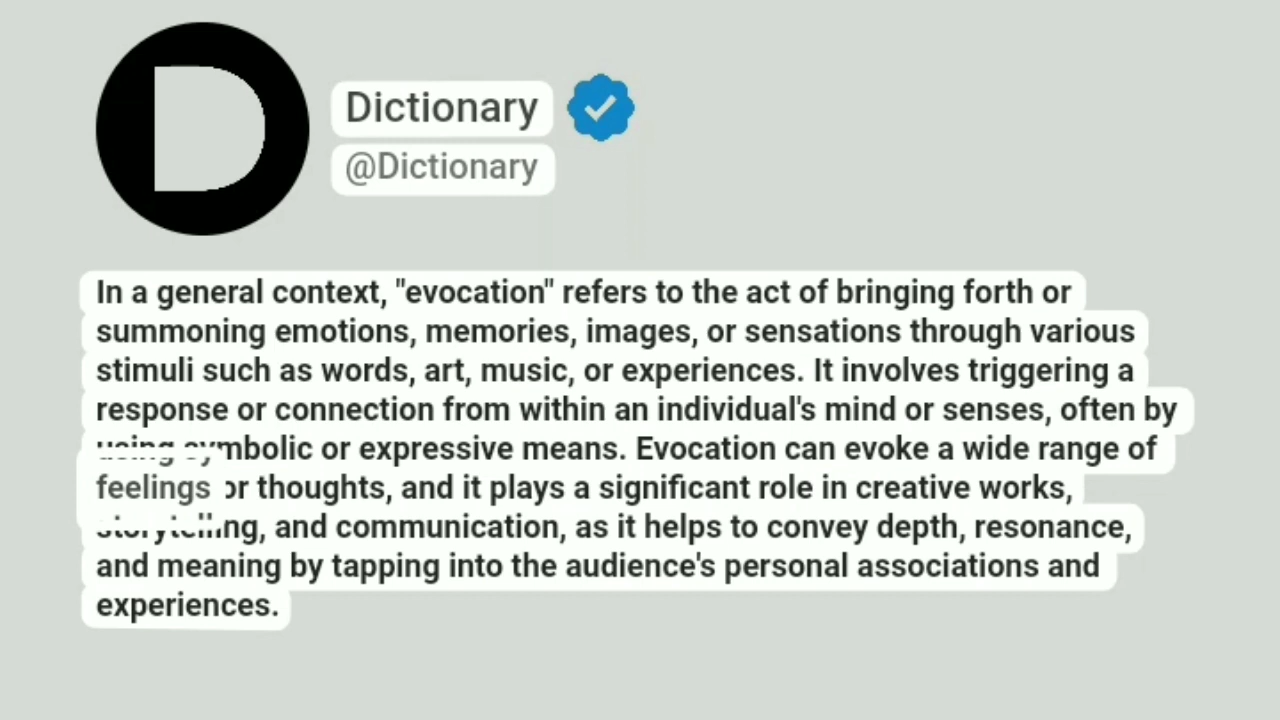 D
Dictionary
@Dictionary
In a general context, "evocation" refers to the act of bringing forth or
summoning emotions, memories, images, or sensations through various
stimuli such as words, art, music, or experiences. It involves triggering a
response or connection from within an individual's mind or senses, often by
using symbolic or expressive means. Evocation can evoke a wide range of
feelings or thoughts, and it plays a significant role in creative works,
storytelling, and communication, as it helps to convey depth, resonance,
and meaning by tapping into the audience's personal associations and
experiences.